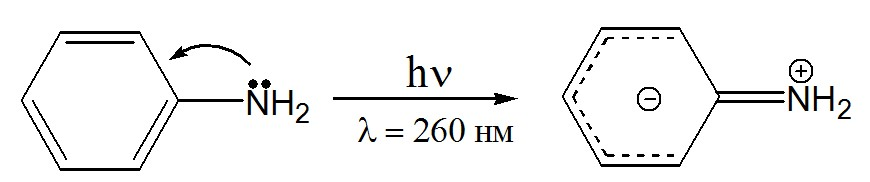 NH2
hν
λ = 260 нм
⊖
⊕
NH2